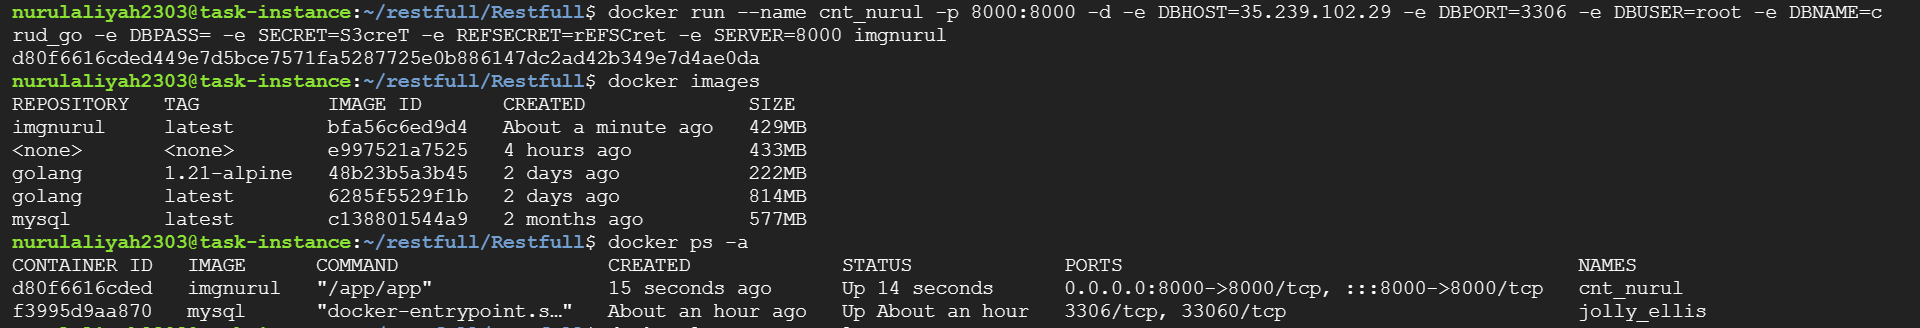 nurulaliyah2303@task-instance:~/restfull/Restfull$ docker run --name cnt_nurul -p 8000:8000 -d -e DBHOST=35.239.102.29 -e DBPORT=3306 -e DBUSER=root -e DBNAME=c
rud_go -e DBPASS= -e SECRET=S3creT -e REFSECRET=rEFSCret -e SERVER=8000 imgnurul
d80f6616cded449e7d5bce7571fa5287725e0b886147dc2ad42b349e7d4ae0da
nurulaliyah2303@task-instance:~/restfull/Restfull$ docker images
REPOSITORY   TAG           IMAGE ID       CREATED              SIZE
imgnurul     latest        bfa56c6ed9d4   About a minute ago   429MB
<none>       <none>        e997521a7525   4 hours ago          433MB
golang       1.21-alpine   48b23b5a3b45   2 days ago           222MB
golang       latest        6285f5529f1b   2 days ago           814MB
mysql        latest        c138801544a9   2 months ago         577MB
nurulaliyah2303@task-instance:~/restfull/Restfull$ docker ps -a
CONTAINER ID   IMAGE      COMMAND                  CREATED             STATUS             PORTS                                       NAMES
d80f6616cded   imgnurul   "/app/app"               15 seconds ago      Up 14 seconds      0.0.0.0:8000->8000/tcp, :::8000->8000/tcp   cnt_nurul
f3995d9aa870   mysql      "docker-entrypoint.s…"   About an hour ago   Up About an hour   3306/tcp, 33060/tcp                         jolly_ellis